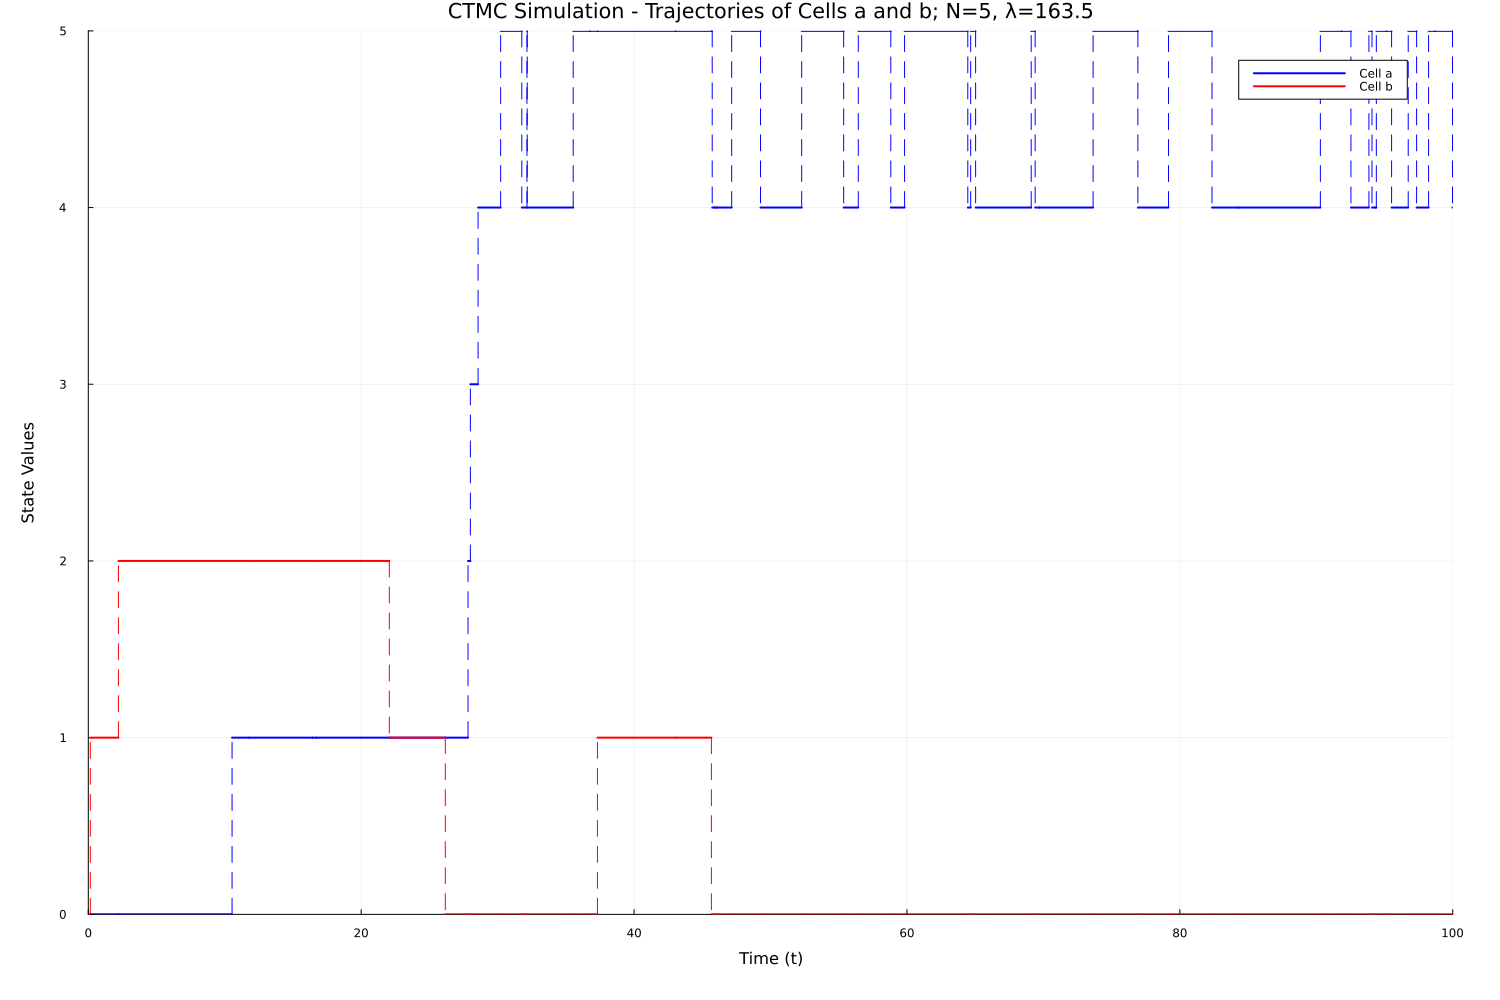 CTMC Simulation - Trajectories of Cells a and b; N=5, λ=163.5
5
Cell a
Cell b
4
3
State Values
2
1
0
0 20 40 60 80 100
Time (t)